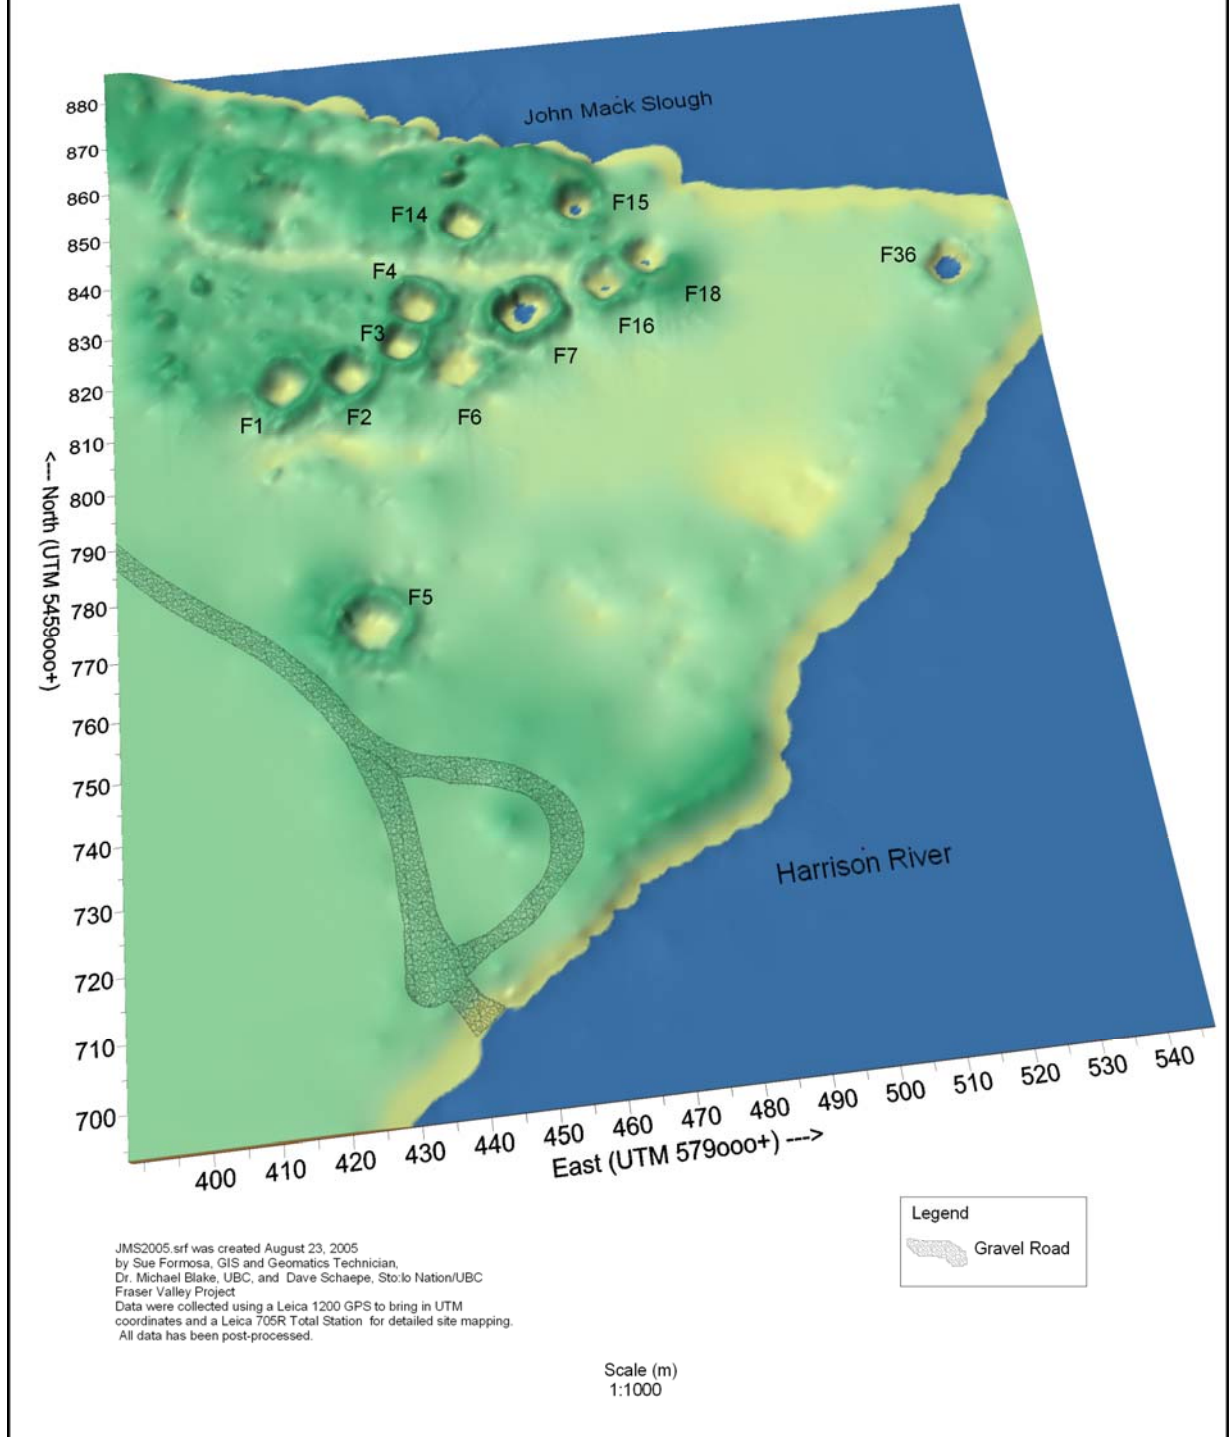 John Mack Slough
880
870
860
850
840
830
820
810
800
790
780
770
760
750
740
730
720
710
700
<--- North (UTM 5459ooo+)
F15
F14
F36
F4
F18
F16
F3
F7
F2
F6
F1
F5
Harrison River
400
410
420
430
440
450
460
470
480
490
500
510
520
530
540
East (UTM 579ooo+) --->
Legend
Gravel Road
JMS2005.srf was created August 23, 2005
by Sue Formosa, GIS and Geomatics Technician,
Dr. Michael Blake, UBC, and Dave Schaepe, Sto:lo Nation/UBC
Fraser Valley Project
Data were collected using a Leica 1200 GPS to bring in UTM
coordinates and a Leica 705R Total Station for detailed site mapping.
All data has been post-processed.
Scale (m)
1:1000